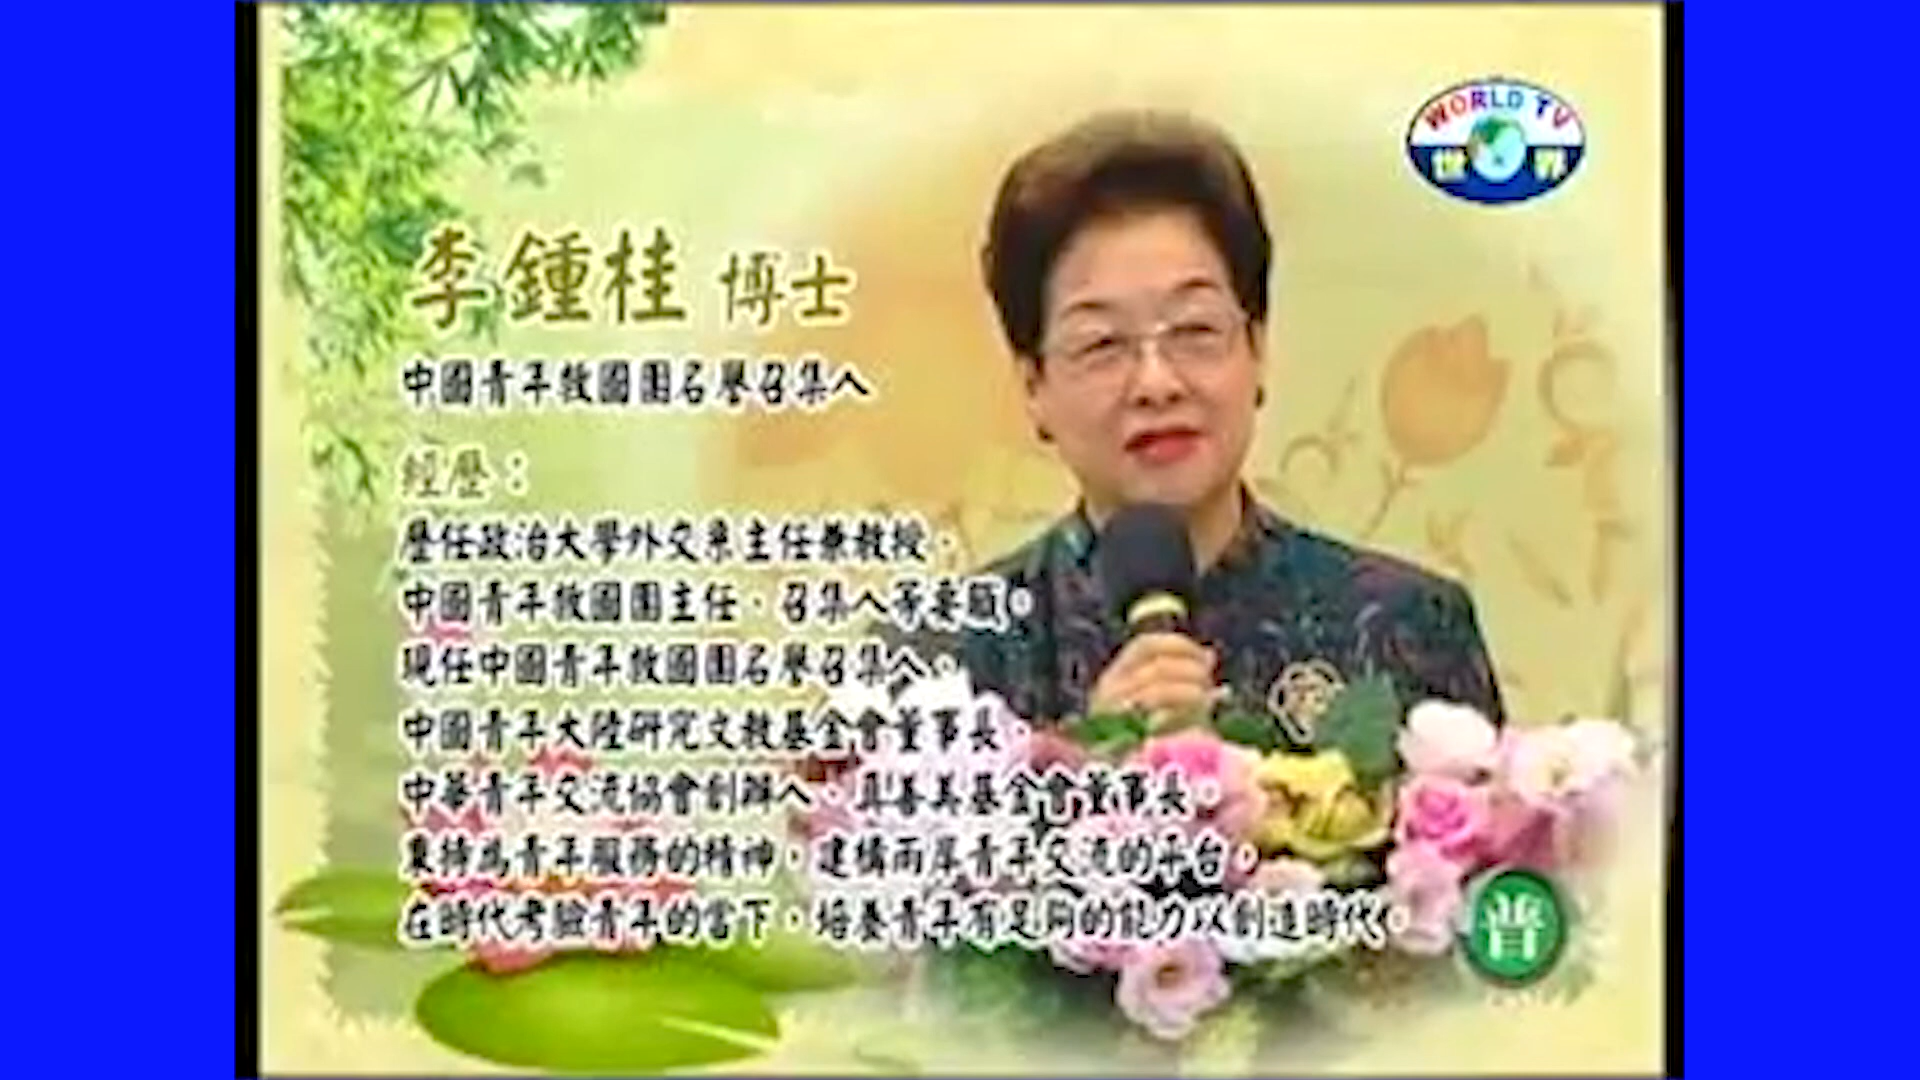 WORLD TV
世界
李鍾桂 博士
中國青年救國團名譽召集人
經歷：
歷任政治大學外交系主任兼教授、
中國青年救國團主任、召集人等要職。
現任中國青年救國團名譽召集人、
中國青年大陸研究文教基金會董事長、
中華青年交流協會創辦人、真善美基金會董事長。
秉持為青年服務的精神，建構兩岸青年交流的平台，
在時代考驗青年的當下，培養青年有足夠的能力以創造時代。
普